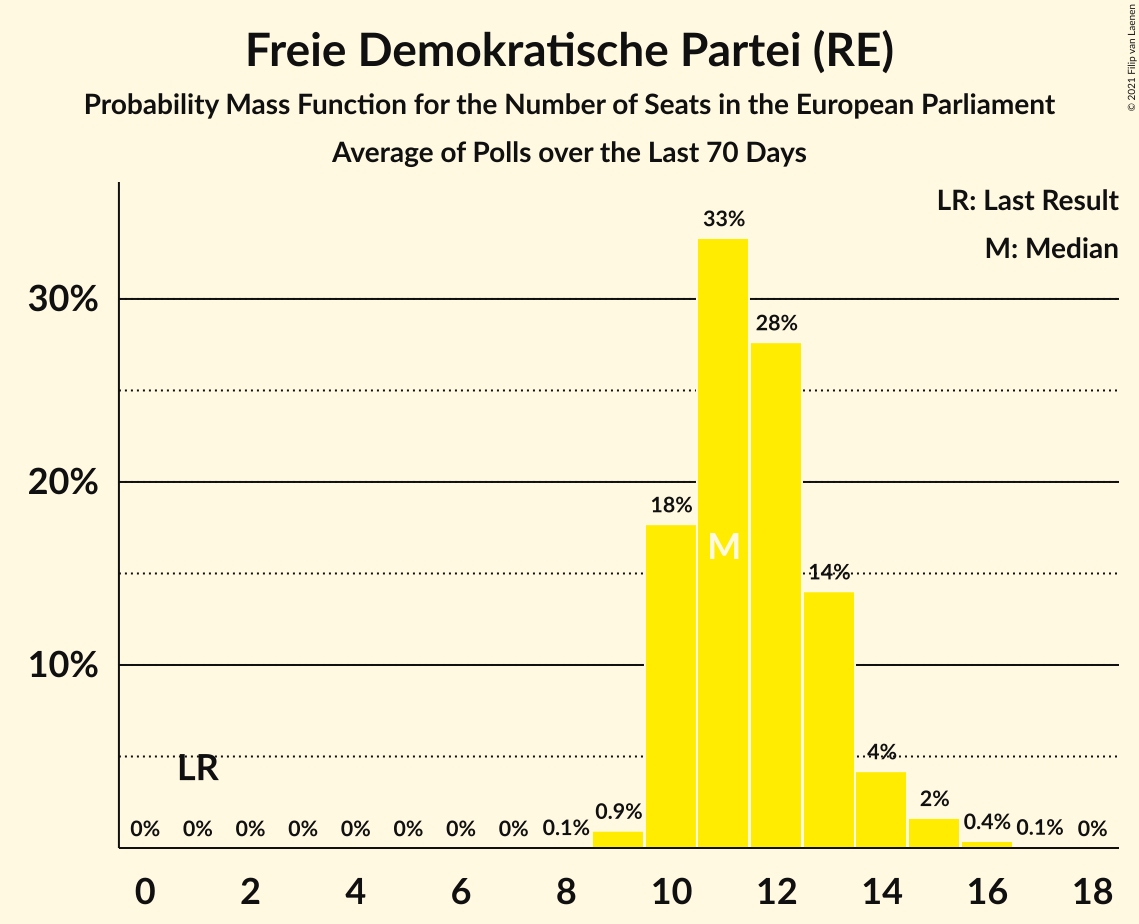 Freie Demokratische Partei (RE)
Probability Mass Function for the Number of Seats in the European Parliament
Average of Polls over the Last 70 Days
© 2021 Filip van Laenen
LR: Last Result
M: Median
33%
30%
28%
20%
18%
M
14%
10%
LR
4%
0% 0% 0% 0% 0% 0% 0% 0% 0.1% 0.9% 2% 0.4% 0.1% 0%
0 2 4 6 8 10 12 14 16 18